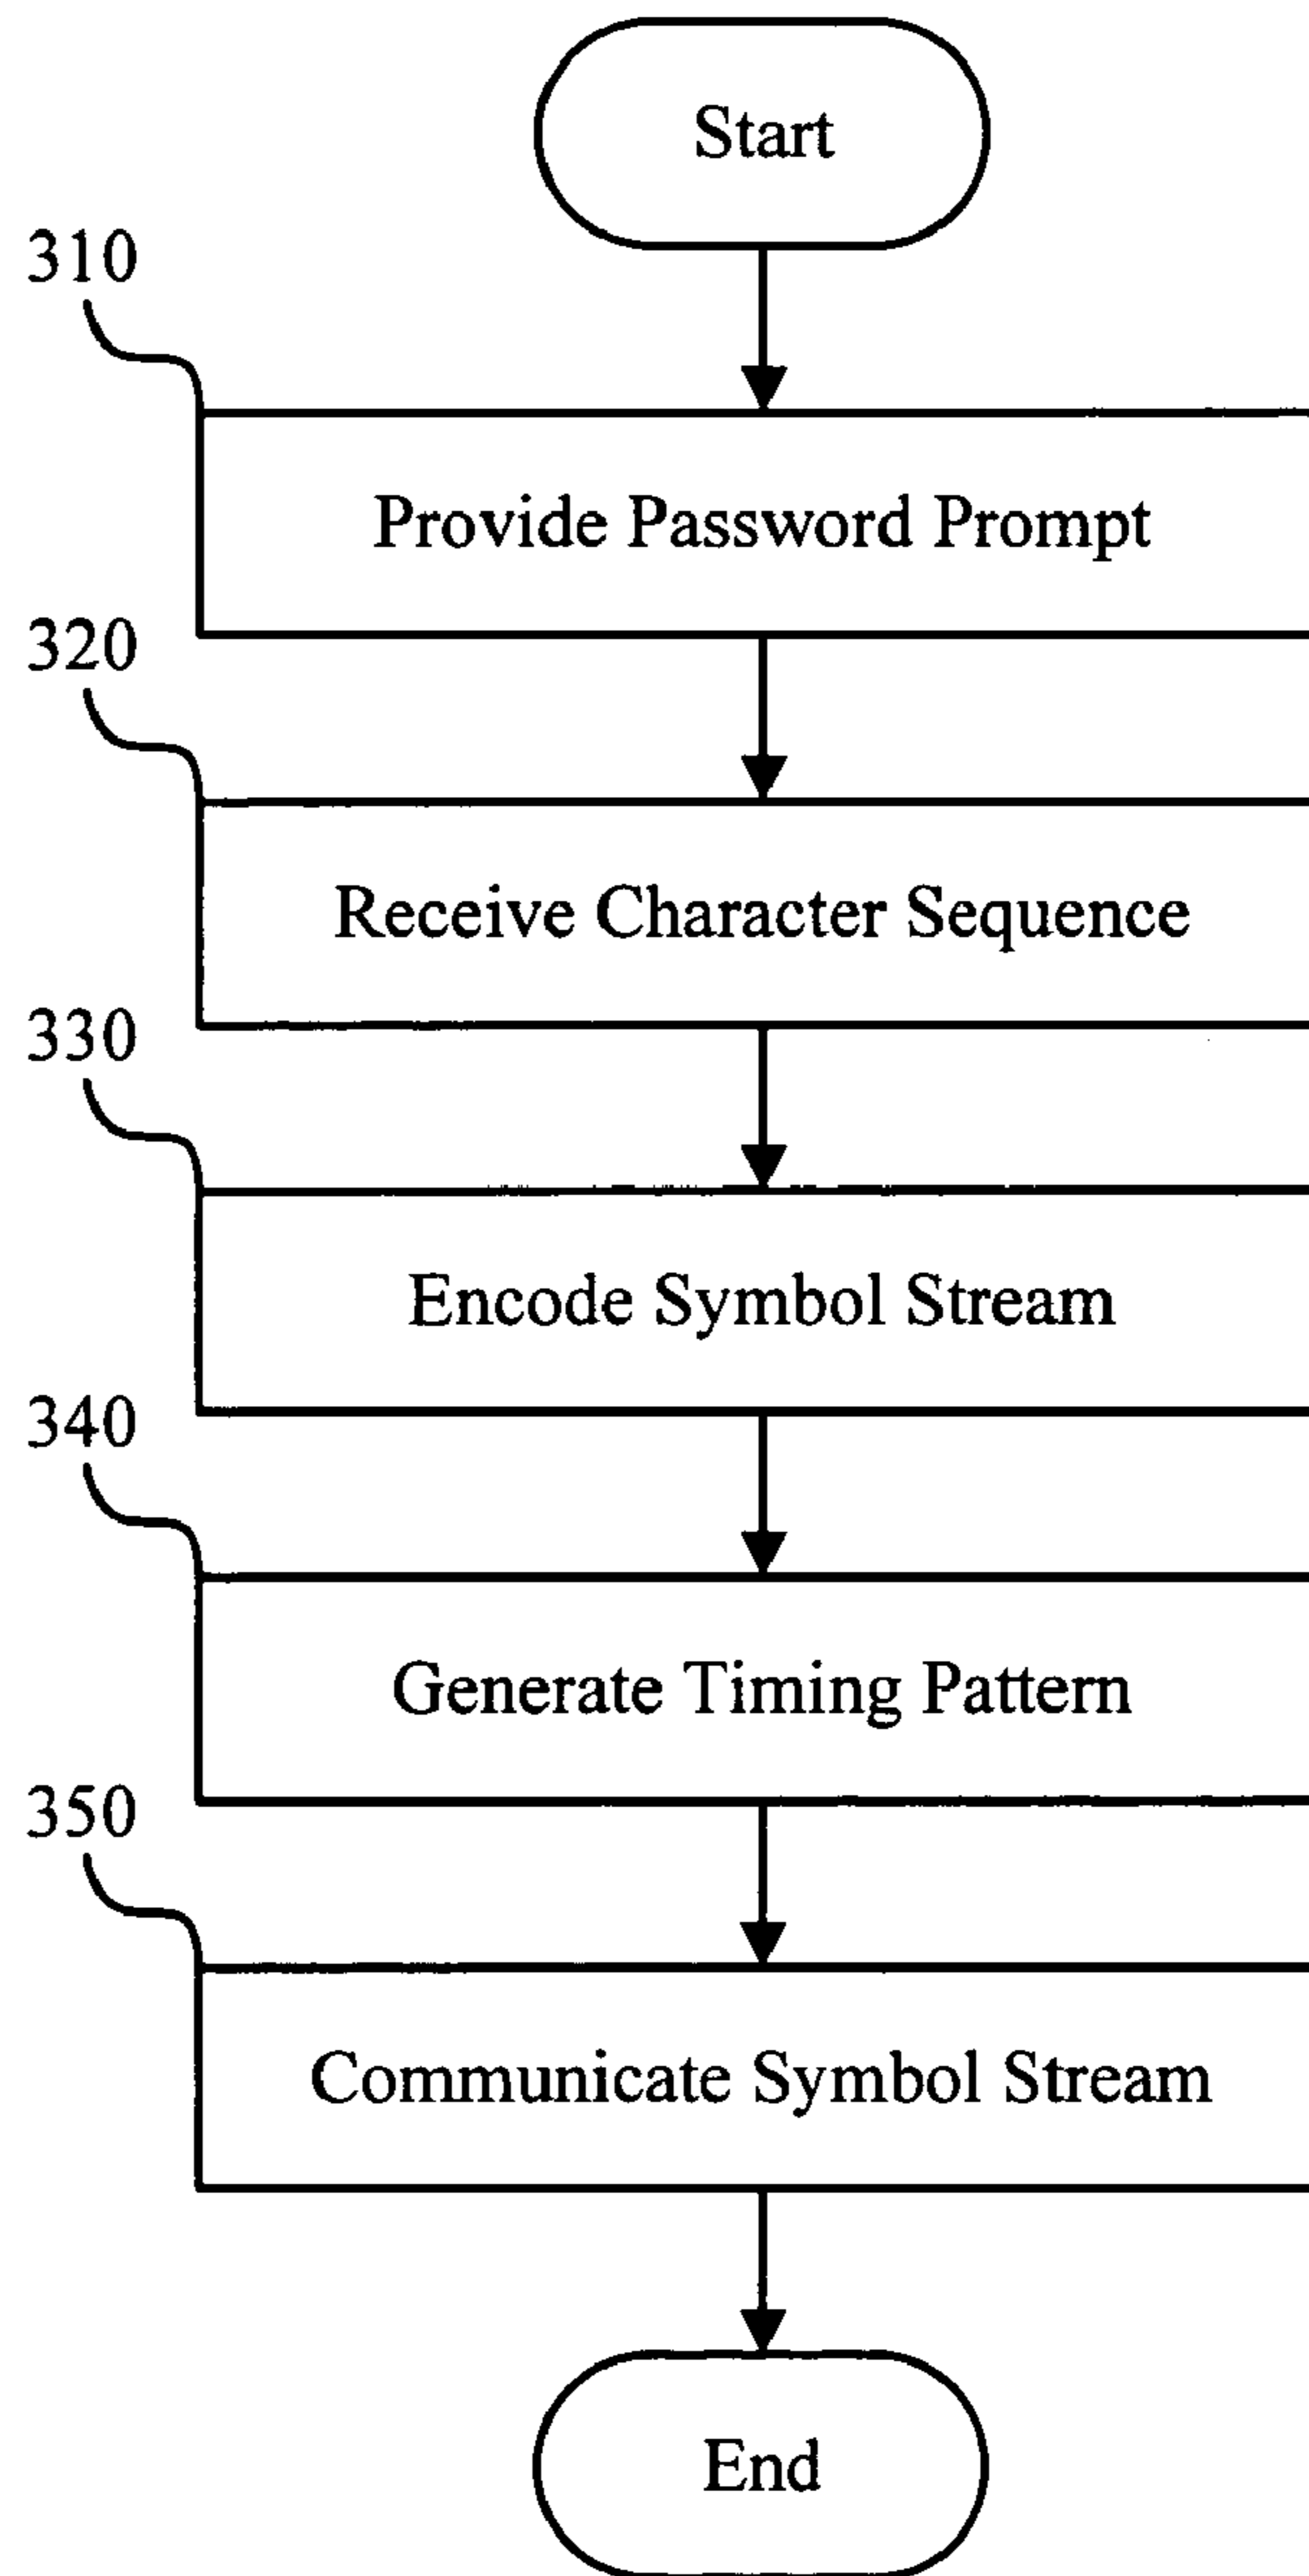 Start
310
Provide Password Prompt
320
Receive Character Sequence
330
Encode Symbol Stream
340
Generate Timing Pattern
350
Communicate Symbol Stream
End